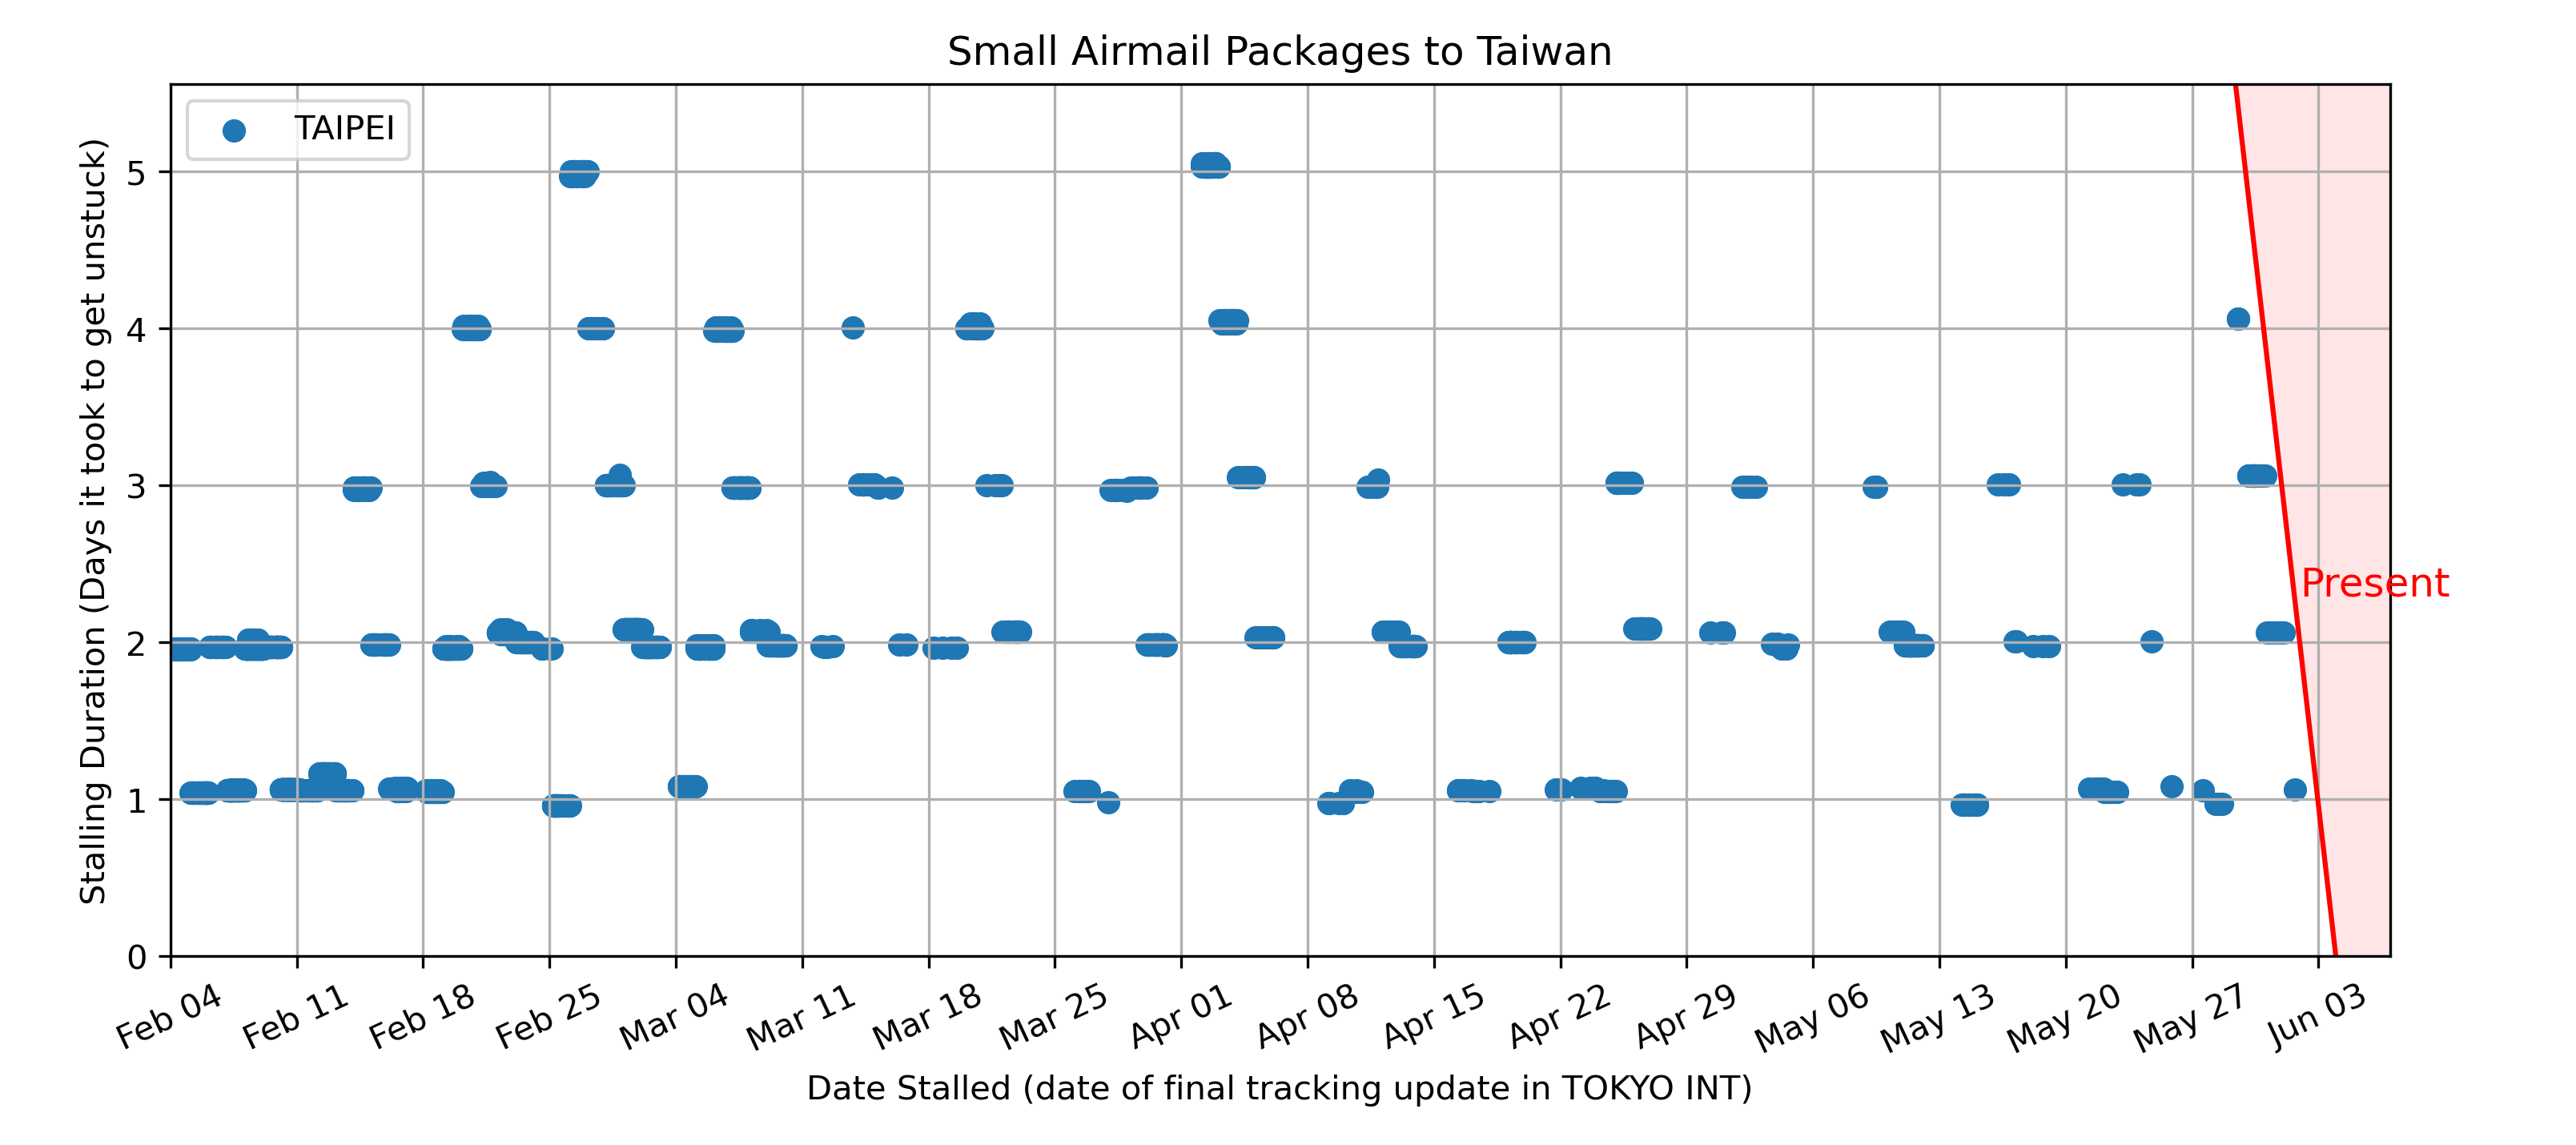 Small Airmail Packages to Taiwan
TAIPEI
Stalling Duration (Days it took to get unstuck)
5
4
3
2
1
0
Present
Feb 04
Feb 11
Feb 18
Feb 25
Mar 04
Mar 11
Mar 18
Mar 25
Apr 01
Apr 08
Apr 15
Apr 22
Apr 29
May 06
May 13
May 20
May 27
Jun 03
Date Stalled (date of final tracking update in TOKYO INT)